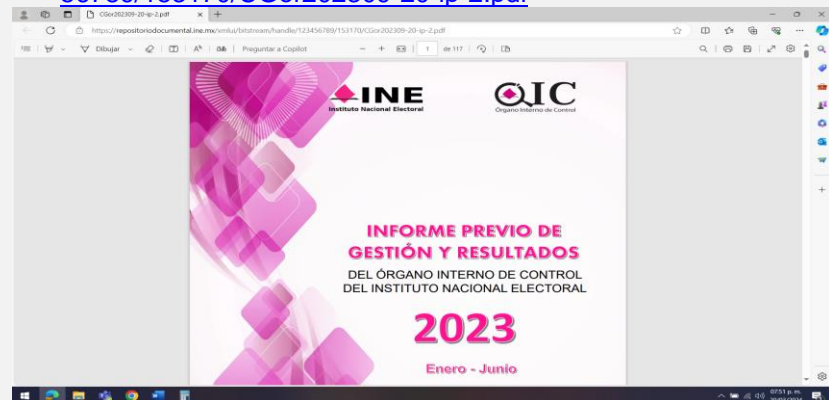 CGor202309-20-ip-2.pdf
https://repositoriodocumental.ine.mx/xmlui/bitstream/handle/123456789/153170/CGor202309-20-ip-2.pdf
Dibujar
Preguntar a Copilot
1 de 117
INE
Instituto Nacional Electoral
OIC
Órgano Interno de Control
INFORME PREVIO DE
GESTIÓN Y RESULTADOS
DEL ÓRGANO INTERNO DE CONTROL
DEL INSTITUTO NACIONAL ELECTORAL
2023
Enero - Junio
07:51 p. m.